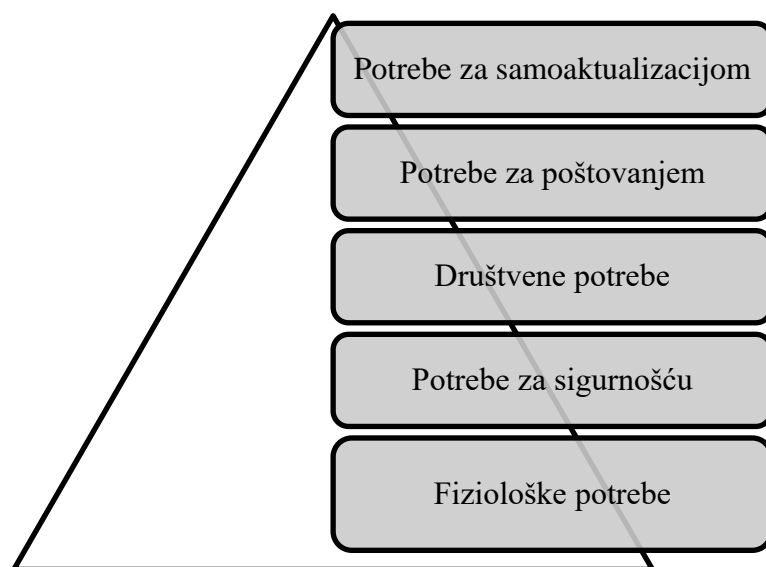 Potrebe za samoaktualizacijom
Potrebe za poštovanjem
Društvene potrebe
Potrebe za sigurnošću
Fiziološke potrebe